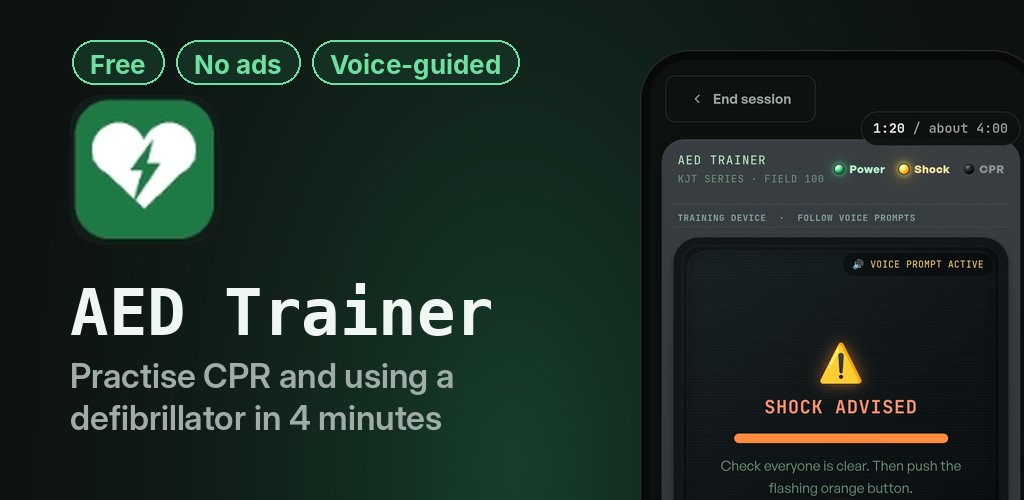 Free
No ads
Voice-guided
AED Trainer
Practise CPR and using a
defibrillator in 4 minutes
End session
1:20 / about 4:00
AED TRAINER
KJT SERIES · FIELD 100
Power
Shock
CPR
TRAINING DEVICE · FOLLOW VOICE PROMPTS
VOICE PROMPT ACTIVE
SHOCK ADVISED
Check everyone is clear. Then push the
flashing orange button.